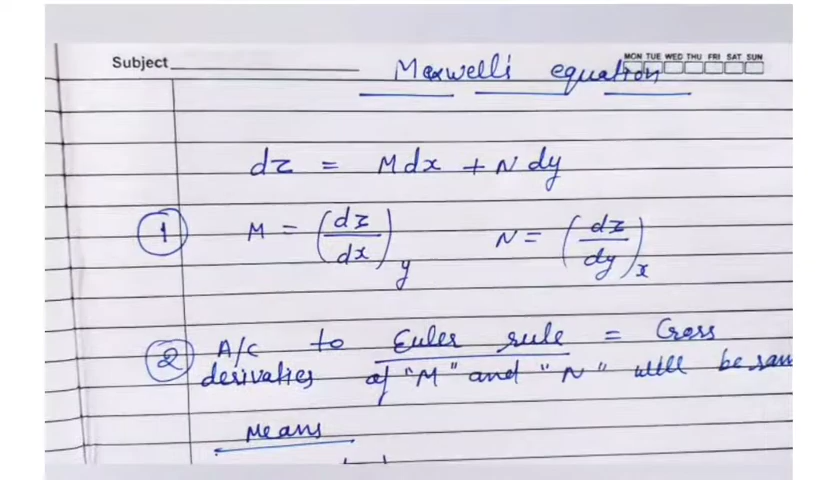 Subject
MON TUE WED THU FRI SAT SUN
Maxwell's equation
dz = Mdx + N dy
1 M = (dz/dx)y N = (dz/dy)x
2 A/C to Euler rule = Cross
derivaties of "M" and "N" will be sam
Means